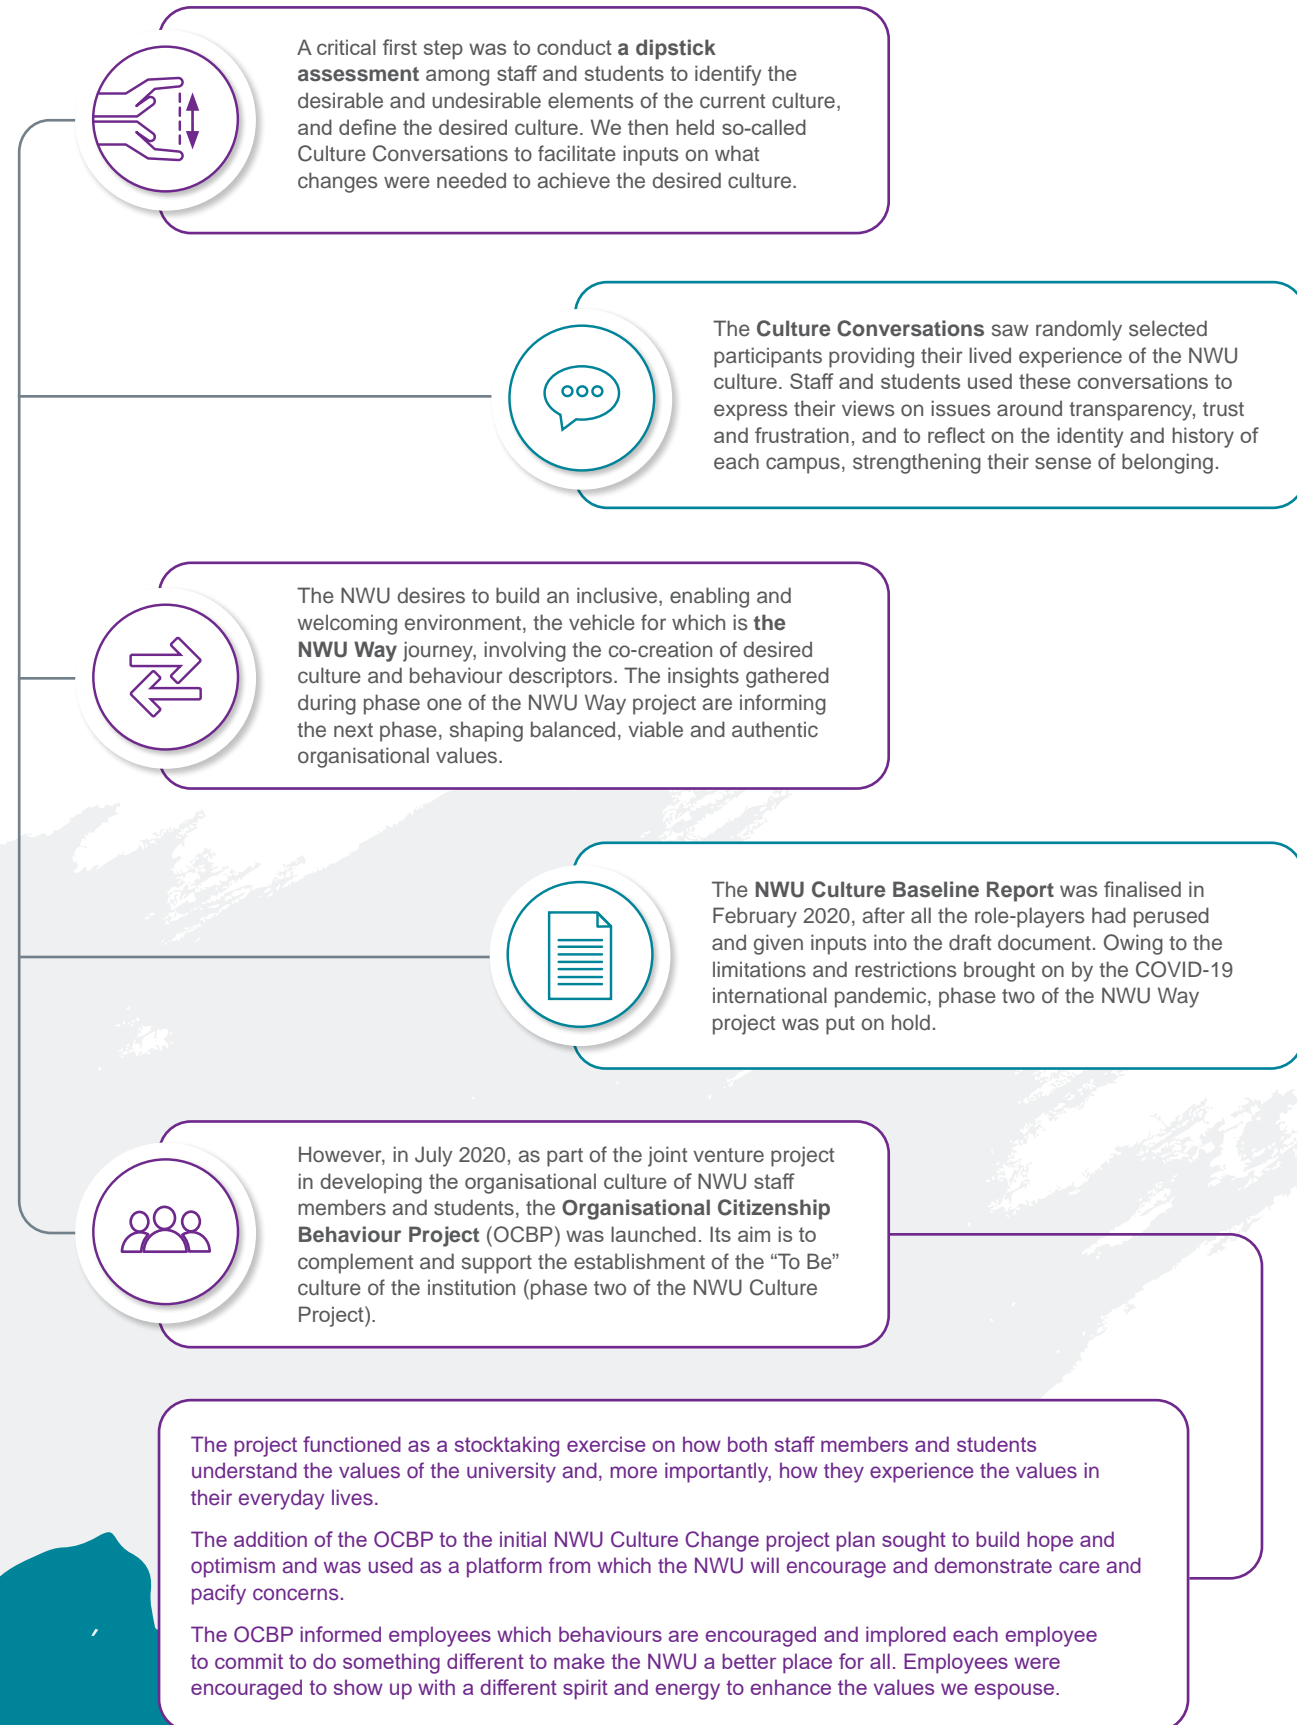 A critical first step was to conduct a dipstick
assessment among staff and students to identify the
desirable and undesirable elements of the current culture,
and define the desired culture. We then held so-called
Culture Conversations to facilitate inputs on what
changes were needed to achieve the desired culture.
The Culture Conversations saw randomly selected
participants providing their lived experience of the NWU
culture. Staff and students used these conversations to
express their views on issues around transparency, trust
and frustration, and to reflect on the identity and history of
each campus, strengthening their sense of belonging.
The NWU desires to build an inclusive, enabling and
welcoming environment, the vehicle for which is the
NWU Way journey, involving the co-creation of desired
culture and behaviour descriptors. The insights gathered
during phase one of the NWU Way project are informing
the next phase, shaping balanced, viable and authentic
organisational values.
The NWU Culture Baseline Report was finalised in
February 2020, after all the role-players had perused
and given inputs into the draft document. Owing to the
limitations and restrictions brought on by the COVID-19
international pandemic, phase two of the NWU Way
project was put on hold.
However, in July 2020, as part of the joint venture project
in developing the organisational culture of NWU staff
members and students, the Organisational Citizenship
Behaviour Project (OCBP) was launched. Its aim is to
complement and support the establishment of the “To Be”
culture of the institution (phase two of the NWU Culture
Project).
The project functioned as a stocktaking exercise on how both staff members and students
understand the values of the university and, more importantly, how they experience the values in
their everyday lives.
The addition of the OCBP to the initial NWU Culture Change project plan sought to build hope and
optimism and was used as a platform from which the NWU will encourage and demonstrate care and
pacify concerns.
The OCBP informed employees which behaviours are encouraged and implored each employee
to commit to do something different to make the NWU a better place for all. Employees were
encouraged to show up with a different spirit and energy to enhance the values we espouse.